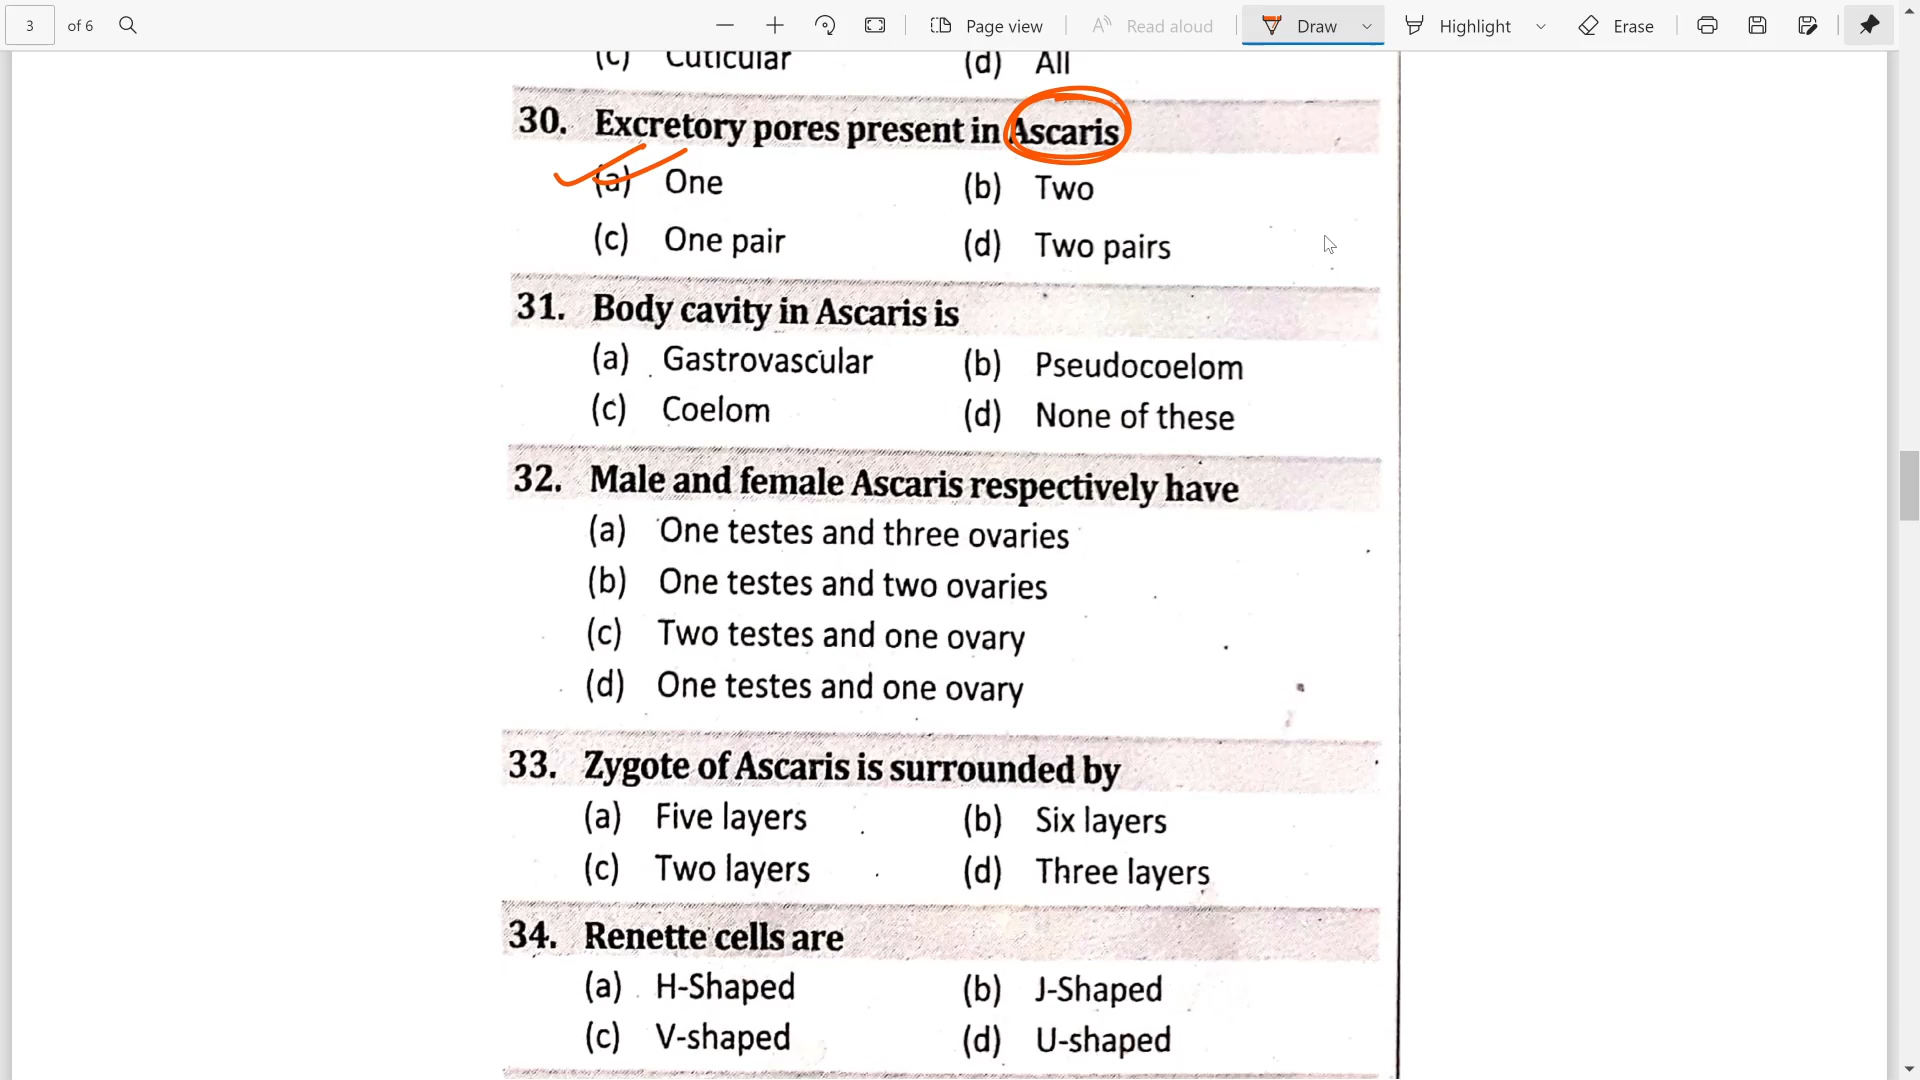 3 of 6 Page view Read aloud Draw Highlight Erase
(c) Cuticular (d) All
30. Excretory pores present in Ascaris
(a) One (b) Two
(c) One pair (d) Two pairs
31. Body cavity in Ascaris is
(a) Gastrovascular (b) Pseudocoelom
(c) Coelom (d) None of these
32. Male and female Ascaris respectively have
(a) One testes and three ovaries
(b) One testes and two ovaries
(c) Two testes and one ovary
(d) One testes and one ovary
33. Zygote of Ascaris is surrounded by
(a) Five layers (b) Six layers
(c) Two layers (d) Three layers
34. Renette cells are
(a) H-Shaped (b) J-Shaped
(c) V-shaped (d) U-shaped